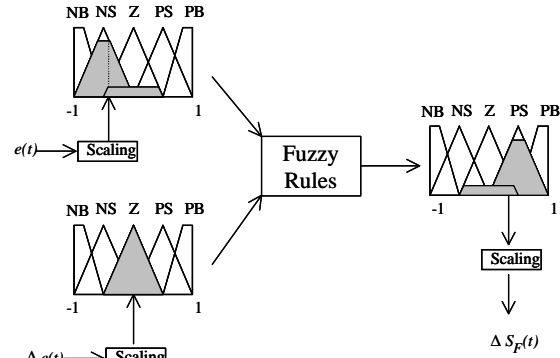 NB NS Z PS PB
-1 1
e(t) Scaling
NB NS Z PS PB
-1 1
Δ e(t) Scaling
Fuzzy
Rules
NB NS Z PS PB
-1 1
Scaling
Δ S_F(t)